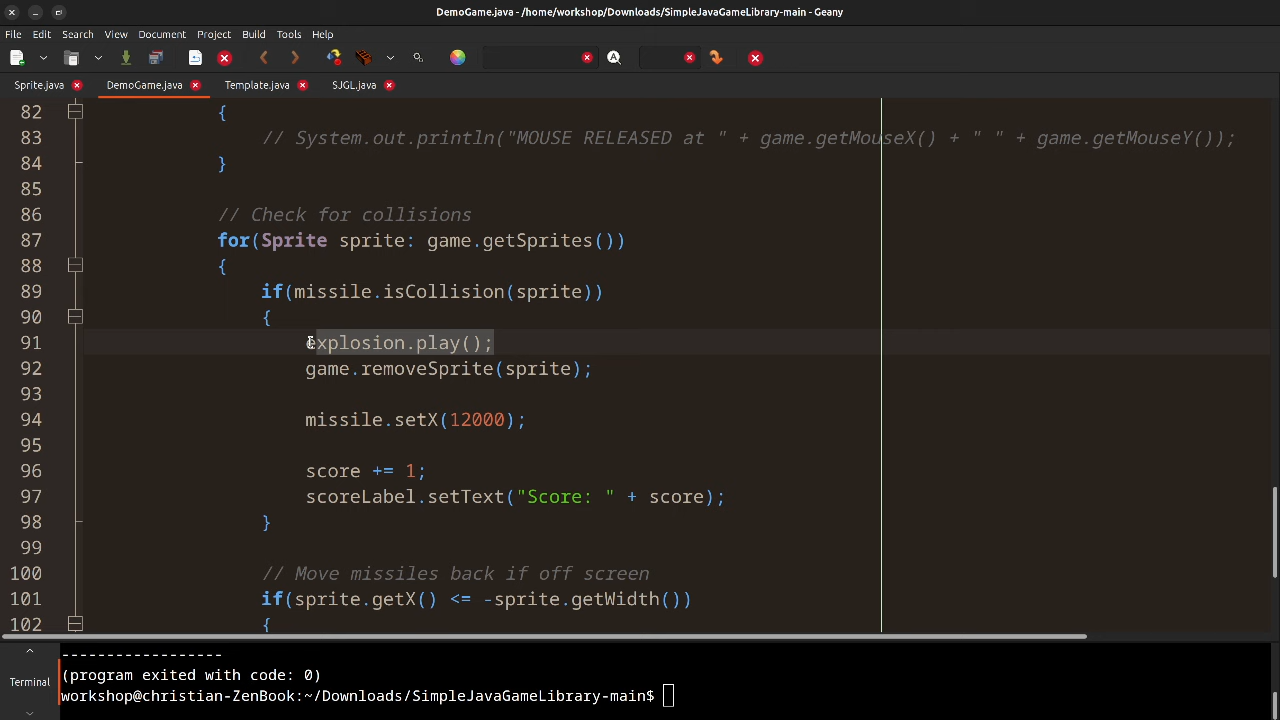 DemoGame.java - /home/workshop/Downloads/SimpleJavaGameLibrary-main - Geany
File Edit Search View Document Project Build Tools Help
Sprite.java DemoGame.java Template.java SJGL.java
82 {
83 // System.out.println("MOUSE RELEASED at " + game.getMouseX() + " " + game.getMouseY());
84 }
85
86 // Check for collisions
87 for(Sprite sprite: game.getSprites())
88 {
89 if(missile.isCollision(sprite))
90 {
91 explosion.play();
92 game.removeSprite(sprite);
93
94 missile.setX(12000);
95
96 score += 1;
97 scoreLabel.setText("Score: " + score);
98 }
99
100 // Move missiles back if off screen
101 if(sprite.getX() <= -sprite.getWidth())
102 {
Terminal
------------------
(program exited with code: 0)
workshop@christian-ZenBook:~/Downloads/SimpleJavaGameLibrary-main$